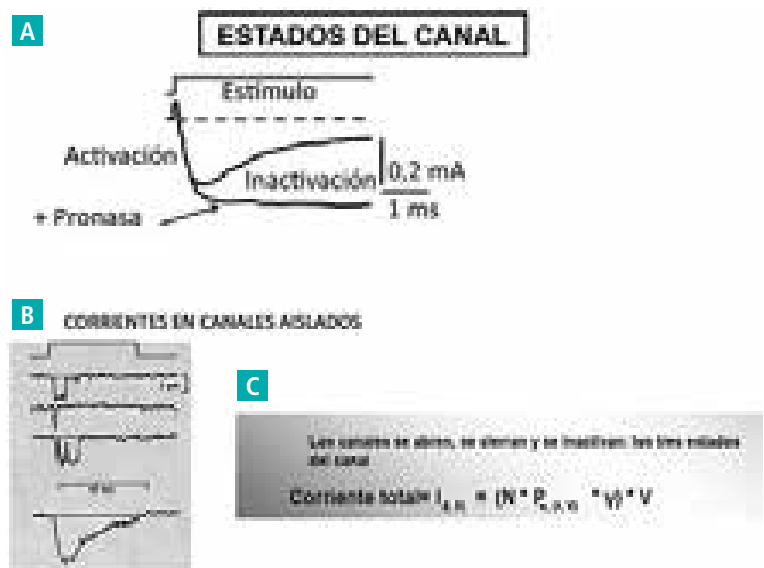 A
ESTADOS DEL CANAL
Estímulo
Activación
Inactivación
0.2 mA
1 ms
+ Pronasa
B
CORRIENTES EN CANALES AISLADOS
C
Los canales se abren, se cierran y se inactivan: los tres estados
del canal
Corriente total= I = (N * P * γ) * V